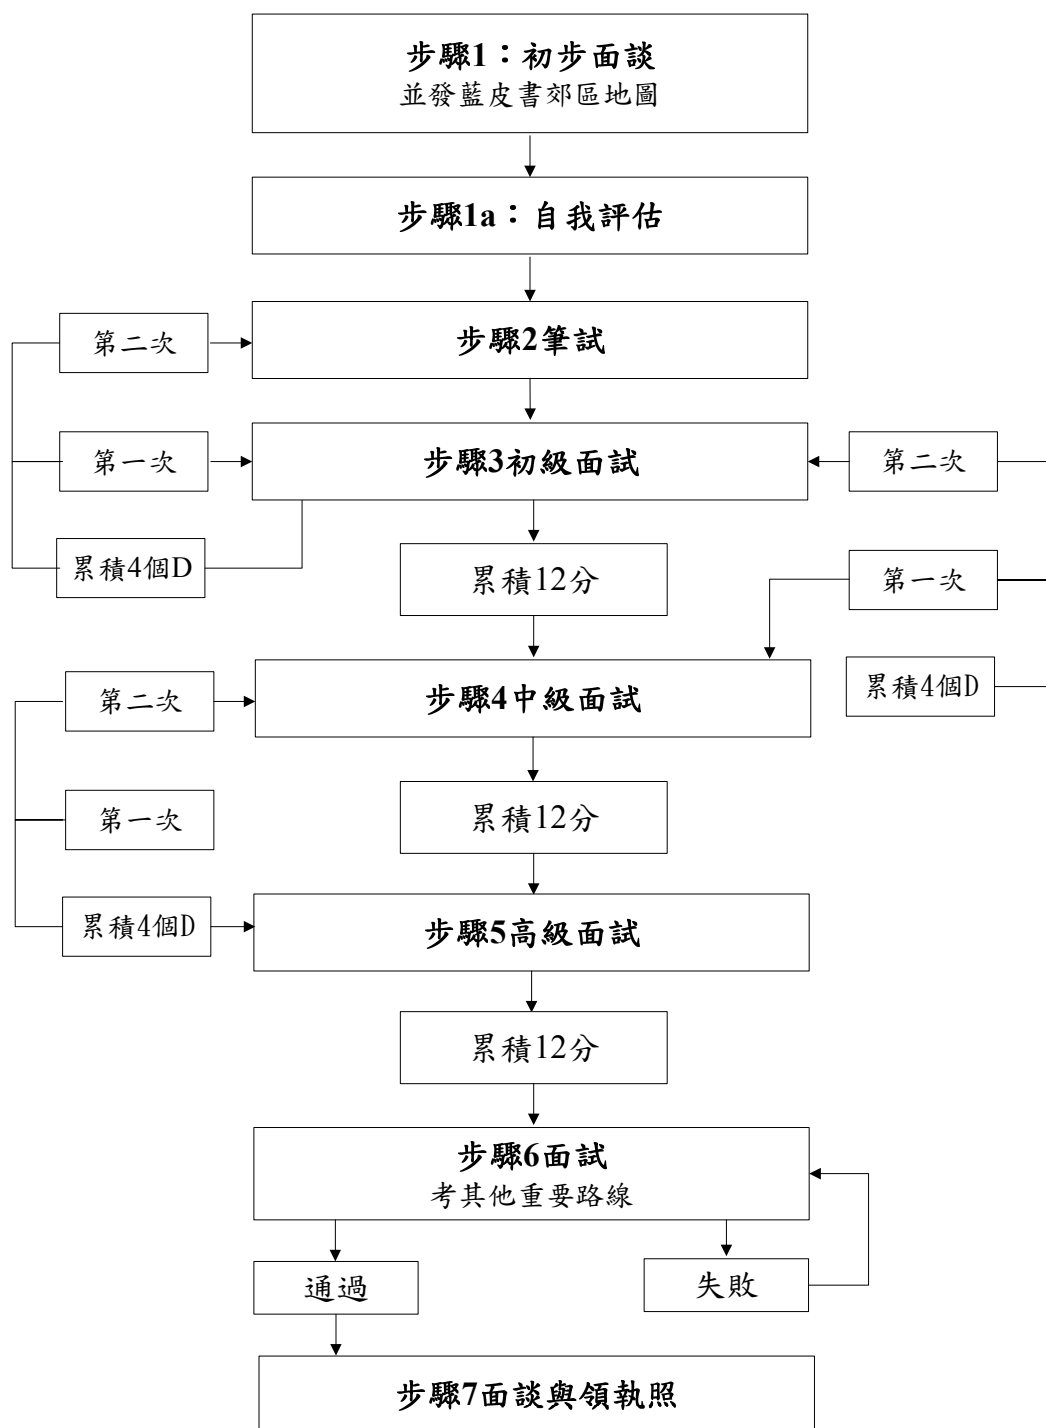 步驟1：初步面談
並發藍皮書郊區地圖
步驟1a：自我評估
第二次
步驟2筆試
第一次
步驟3初級面試
第二次
累積4個D
累積12分
第一次
第二次
步驟4中級面試
累積4個D
第一次
累積12分
累積4個D
步驟5高級面試
累積12分
步驟6面試
考其他重要路線
通過
失敗
步驟7面談與領執照